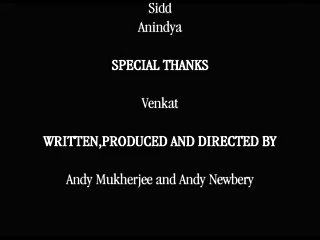 Sidd
Anindya
SPECIAL THANKS
Venkat
WRITTEN,PRODUCED AND DIRECTED BY
Andy Mukherjee and Andy Newbery